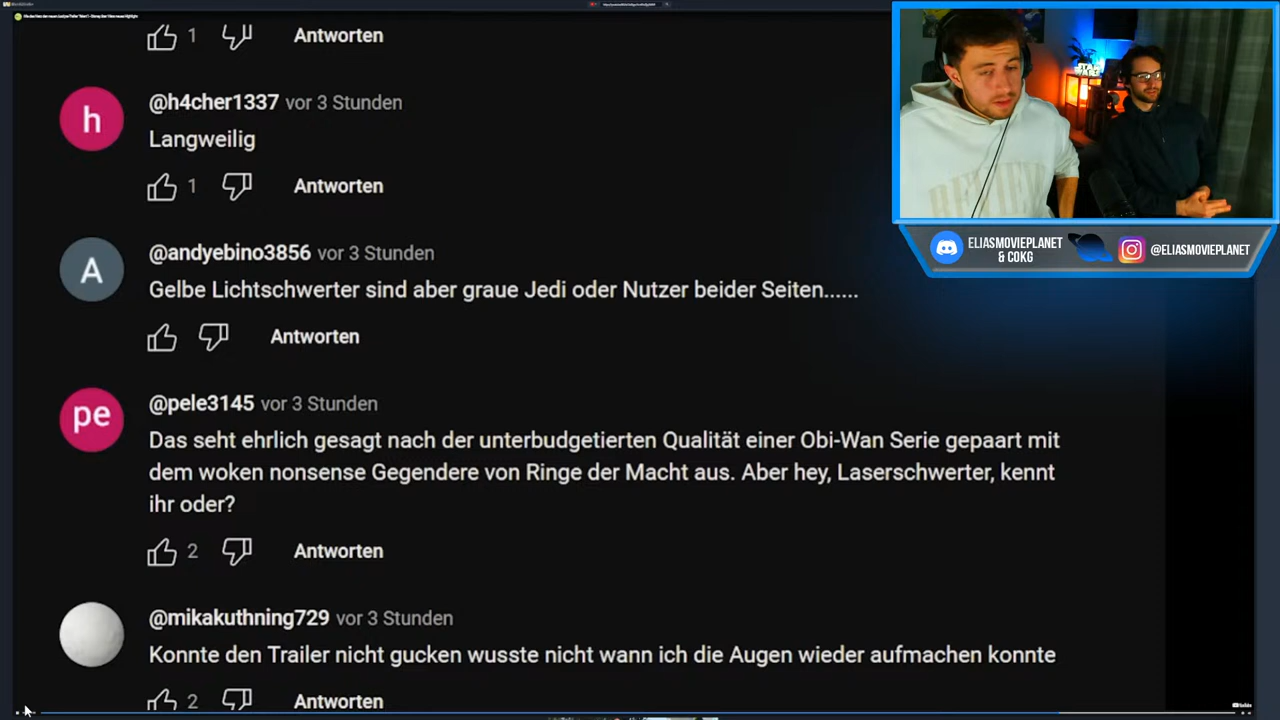 1 Antworten
h
@h4cher1337 vor 3 Stunden
Langweilig
1 Antworten
A
@andyebino3856 vor 3 Stunden
Gelbe Lichtschwerter sind aber graue Jedi oder Nutzer beider Seiten......
Antworten
pe
@pele3145 vor 3 Stunden
Das seht ehrlich gesagt nach der unterbudgetierten Qualität einer Obi-Wan Serie gepaart mit
dem woken nonsense Gegendere von Ringe der Macht aus. Aber hey, Laserschwerter, kennt
ihr oder?
2 Antworten
@mikakuthning729 vor 3 Stunden
Konnte den Trailer nicht gucken wusste nicht wann ich die Augen wieder aufmachen konnte
2 Antworten
STAR
WARS
ELIASMOVIEPLANET
& COKG
@ELIASMOVIEPLANET
YouTube